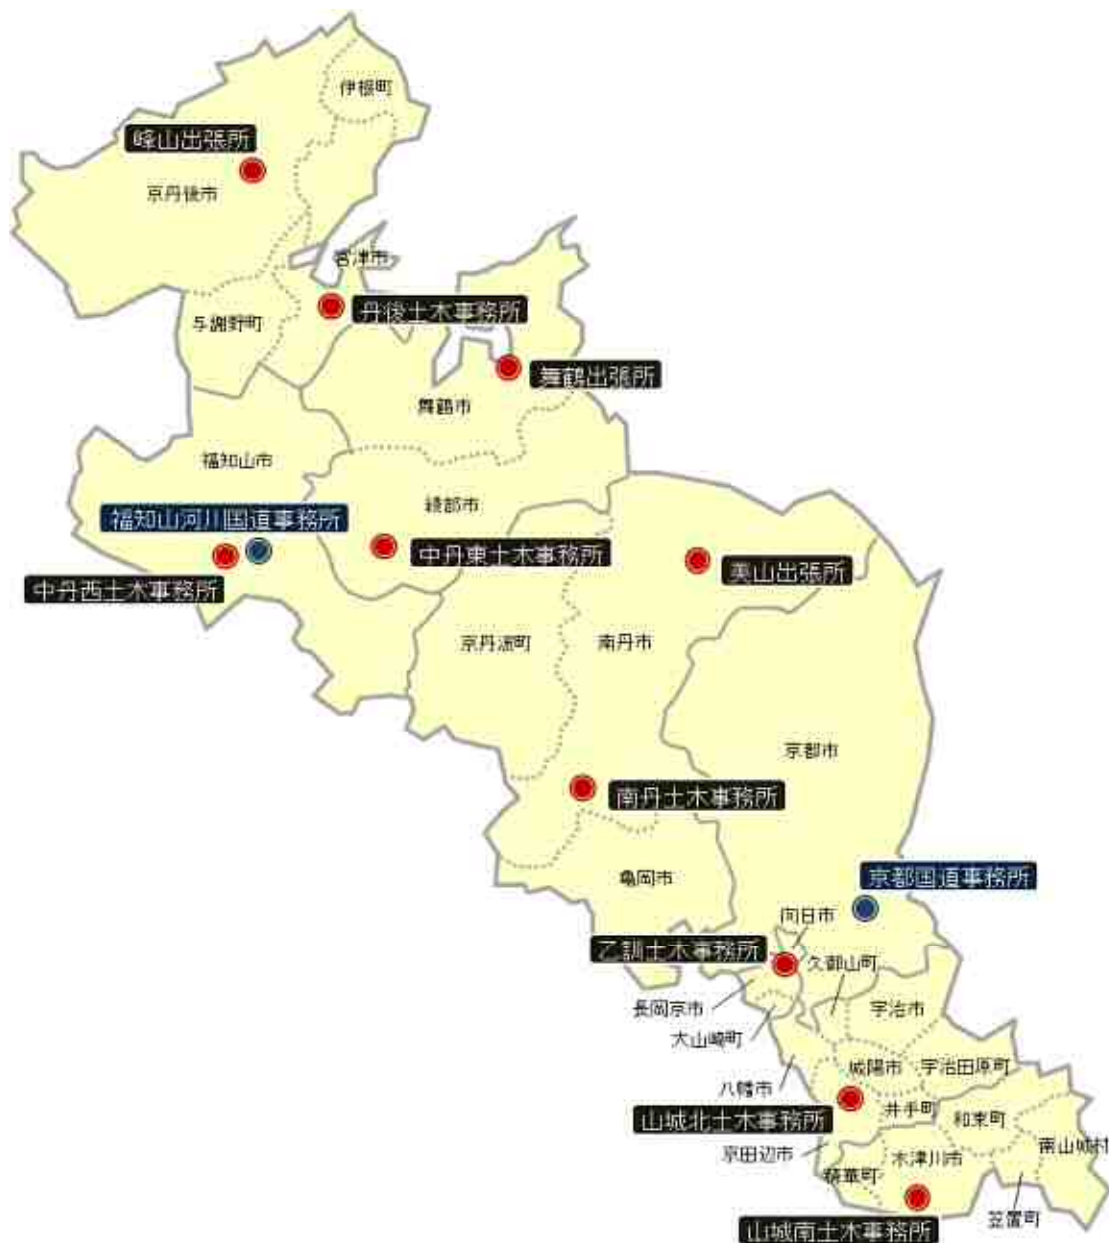 伊根町
峰山出張所
京丹後市
宮津市
丹後土木事務所
与謝野町
舞鶴出張所
舞鶴市
福知山市
綾部市
福知山河川国道事務所
中丹東土木事務所
美山出張所
中丹西土木事務所
京丹波町
南丹市
京都市
南丹土木事務所
亀岡市
京都国道事務所
向日市
乙訓土木事務所
久御山町
長岡京市
宇治市
大山崎町
城陽市
宇治田原町
八幡市
山城北土木事務所
井手町
和束町
京田辺市
木津川市
南山城村
精華町
笠置町
山城南土木事務所